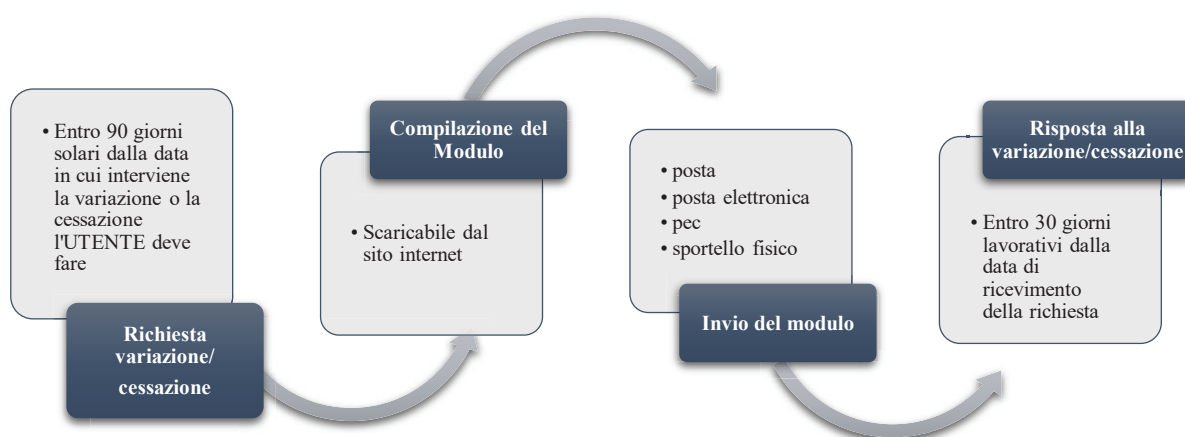 • Entro 90 giorni
solari dalla data
in cui interviene
la variazione o la
cessazione
l'UTENTE deve
fare
Richiesta
variazione/
cessazione
Compilazione del
Modulo
• Scaricabile dal
sito internet
• posta
• posta elettronica
• pec
• sportello fisico
Invio del modulo
Risposta alla
variazione/cessazione
• Entro 30 giorni
lavorativi dalla
data di
ricevimento
della richiesta